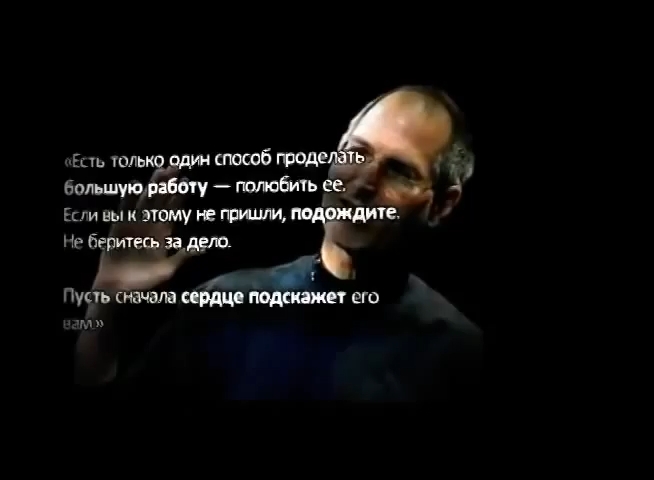 «Есть только один способ проделать
большую работу — полюбить ее.
Если вы к этому не пришли, подождите.
Не беритесь за дело.
Пусть сначала сердце подскажет его
вам.»